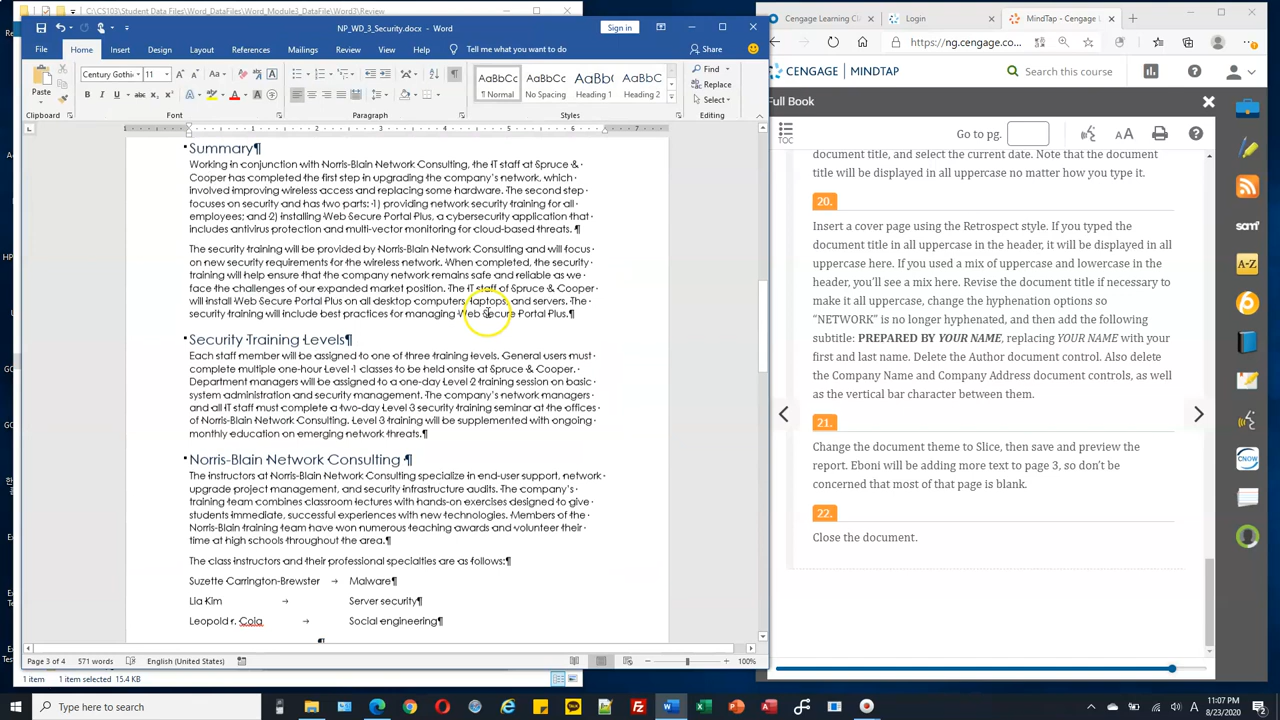 C:\CS103\Student Data Files\Word_DataFiles\Word_Module3_DataFile\Word3\Review
NP_WD_3_Security.docx - Word
Sign in
File Home Insert Design Layout References Mailings Review View Help Tell me what you want to do Share
Paste
Century Gothic 11
AaBbCc AaBbCc AaBbC AaBbCc
¶ Normal No Spacing Heading 1 Heading 2
Find
Replace
Select
Clipboard Font Paragraph Styles Editing
Summary¶
Working in conjunction with Norris-Blain Network Consulting, the IT staff at Spruce &
Cooper has completed the first step in upgrading the company's network, which
involved improving wireless access and replacing some hardware. The second step
focuses on security and has two parts: 1) providing network security training for all
employees; and 2) installing Web Secure Portal Plus, a cybersecurity application that
includes antivirus protection and multi-vector monitoring for cloud-based threats. ¶
The security training will be provided by Norris-Blain Network Consulting and will focus
on new security requirements for the wireless network. When completed, the security
training will help ensure that the company network remains safe and reliable as we
face the challenges of our expanded market position. The IT staff of Spruce & Cooper
will install Web Secure Portal Plus on all desktop computers, laptops, and servers. The
security training will include best practices for managing Web Secure Portal Plus.¶
Security Training Levels¶
Each staff member will be assigned to one of three training levels. General users must
complete multiple one-hour Level 1 classes to be held onsite at Spruce & Cooper.
Department managers will be assigned to a one-day Level 2 training session on basic
system administration and security management. The company's network managers
and all IT staff must complete a two-day Level 3 security training seminar at the offices
of Norris-Blain Network Consulting. Level 3 training will be supplemented with ongoing
monthly education on emerging network threats.¶
Norris-Blain Network Consulting ¶
The instructors at Norris-Blain Network Consulting specialize in end-user support, network
upgrade project management, and security infrastructure audits. The company's
training team combines classroom lectures with hands-on exercises designed to give
students immediate, successful experiences with new technologies. Members of the
Norris-Blain training team have won numerous teaching awards and volunteer their
time at high schools throughout the area.¶
The class instructors and their professional specialties are as follows:¶
Suzette Carrington-Brewster → Malware¶
Lia Kim → Server security¶
Leopold r. Coia → Social engineering¶
¶
Page 3 of 4 571 words English (United States) 100%
1 item 1 item selected 15.4 KB
Cengage Learning Cl Login MindTap - Cengage L
https://ng.cengage.com
CENGAGE MINDTAP Search this course
Full Book
TOC Go to pg. AA
document title, and select the current date. Note that the document
title will be displayed in all uppercase no matter how you type it.
20.
Insert a cover page using the Retrospect style. If you typed the
document title in all uppercase in the header, it will be displayed in all
uppercase here. If you used a mix of uppercase and lowercase in the
header, you'll see a mix here. Revise the document title if necessary to
make it all uppercase, change the hyphenation options so
“NETWORK” is no longer hyphenated, and then add the following
subtitle: PREPARED BY YOUR NAME, replacing YOUR NAME with your
first and last name. Delete the Author document control. Also delete
the Company Name and Company Address document controls, as well
as the vertical bar character between them.
21.
Change the document theme to Slice, then save and preview the
report. Eboni will be adding more text to page 3, so don't be
concerned that most of that page is blank.
22.
Close the document.
sam
A-Z
CNOW
Type here to search
11:07 PM
8/23/2020